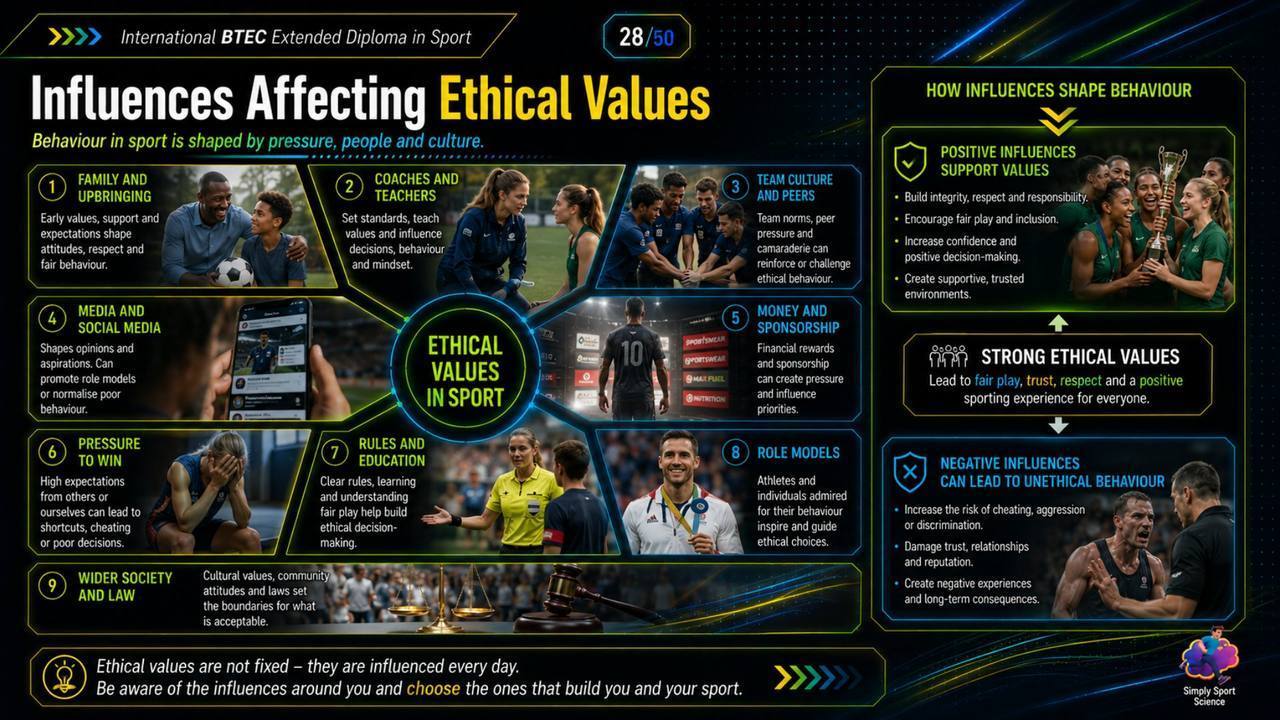 International BTEC Extended Diploma in Sport
28/50
Influences Affecting Ethical Values
Behaviour in sport is shaped by pressure, people and culture.
1
FAMILY AND
UPBRINGING
Early values, support and
expectations shape
attitudes, respect and
fair behaviour.
2
COACHES AND
TEACHERS
Set standards, teach
values and influence
decisions, behaviour
and mindset.
3
TEAM CULTURE
AND PEERS
Team norms, peer
pressure and
camaraderie can
reinforce or challenge
ethical behaviour.
4
MEDIA AND
SOCIAL MEDIA
Shapes opinions and
aspirations. Can
promote role models
or normalise poor
behaviour.
ETHICAL
VALUES
IN SPORT
10
SPORTSWEAR
SPORTSWEAR
MAX FUEL
NUTRITION
5
MONEY AND
SPONSORSHIP
Financial rewards
and sponsorship
can create pressure
and influence
priorities.
6
PRESSURE
TO WIN
High expectations
from others or
ourselves can lead to
shortcuts, cheating
or poor decisions.
7
RULES AND
EDUCATION
Clear rules, learning
and understanding
fair play help build
ethical decision-
making.
8
ROLE MODELS
Athletes and
individuals admired
for their behaviour
inspire and guide
ethical choices.
9
WIDER SOCIETY
AND LAW
Cultural values, community
attitudes and laws set
the boundaries for what
is acceptable.
Ethical values are not fixed – they are influenced every day.
Be aware of the influences around you and choose the ones that build you and your sport.
HOW INFLUENCES SHAPE BEHAVIOUR
POSITIVE INFLUENCES
SUPPORT VALUES
• Build integrity, respect and responsibility.
• Encourage fair play and inclusion.
• Increase confidence and
positive decision-making.
• Create supportive, trusted
environments.
STRONG ETHICAL VALUES
Lead to fair play, trust, respect and a positive
sporting experience for everyone.
NEGATIVE INFLUENCES
CAN LEAD TO UNETHICAL BEHAVIOUR
• Increase the risk of cheating, aggression
or discrimination.
• Damage trust, relationships
and reputation.
• Create negative experiences
and long-term consequences.
Simply Sport
Science